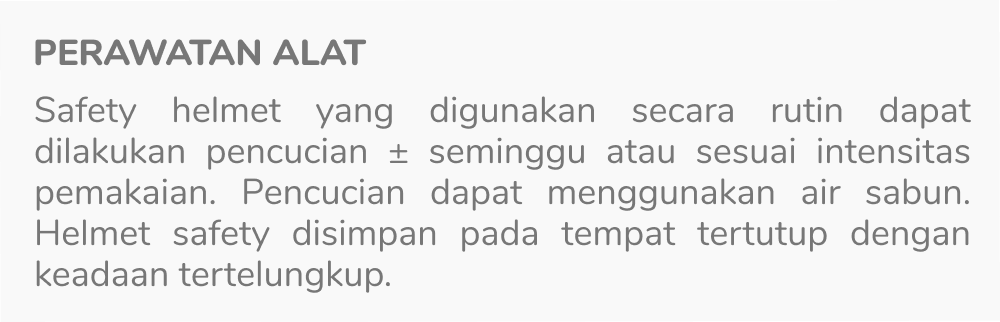 PERAWATAN ALAT
Safety helmet yang digunakan secara rutin dapat
dilakukan pencucian ± seminggu atau sesuai intensitas
pemakaian. Pencucian dapat menggunakan air sabun.
Helmet safety disimpan pada tempat tertutup dengan
keadaan tertelungkup.